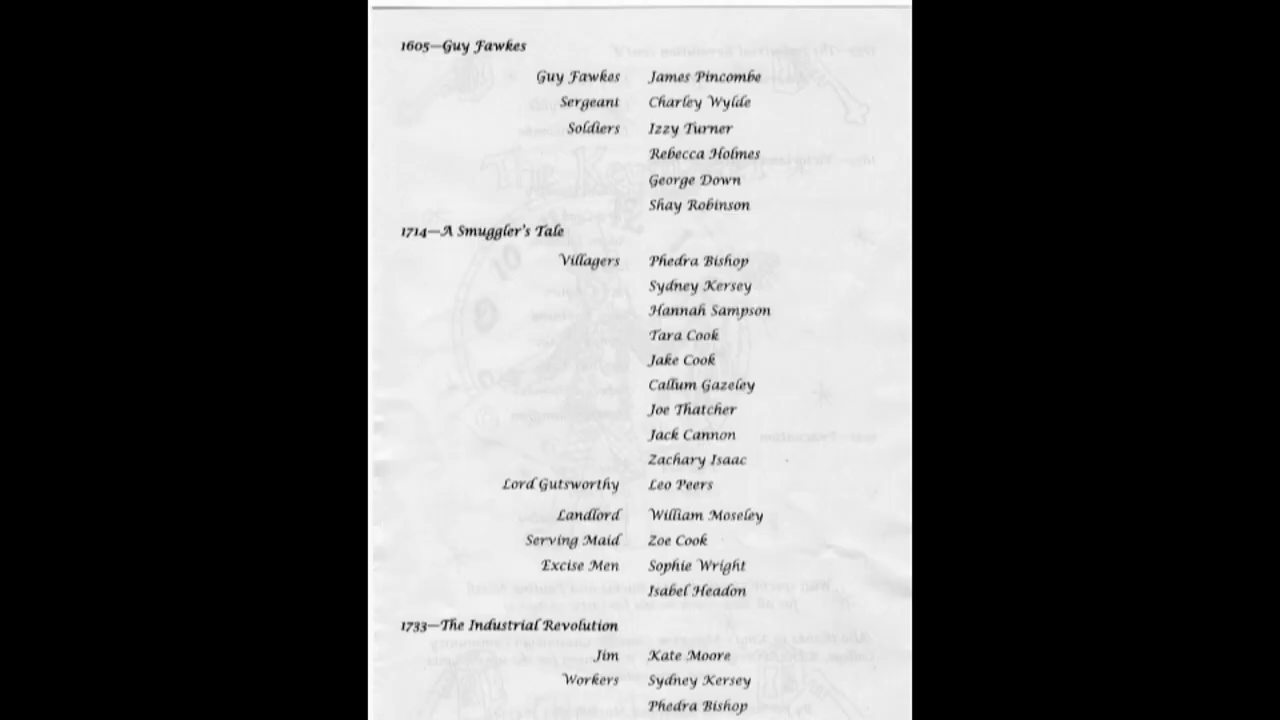 1605—Guy Fawkes
Guy Fawkes James Pincombe
Sergeant Charley Wylde
Soldiers Izzy Turner
Rebecca Holmes
George Down
Shay Robinson
1714—A Smuggler's Tale
Villagers Phedra Bishop
Sydney Kersey
Hannah Sampson
Tara Cook
Jake Cook
Callum Gazeley
Joe Thatcher
Jack Cannon
Zachary Isaac
Lord Gutsworthy Leo Peers
Landlord William Moseley
Serving Maid Zoe Cook
Excise Men Sophie Wright
Isabel Headon
1733—The Industrial Revolution
Jim Kate Moore
Workers Sydney Kersey
Phedra Bishop